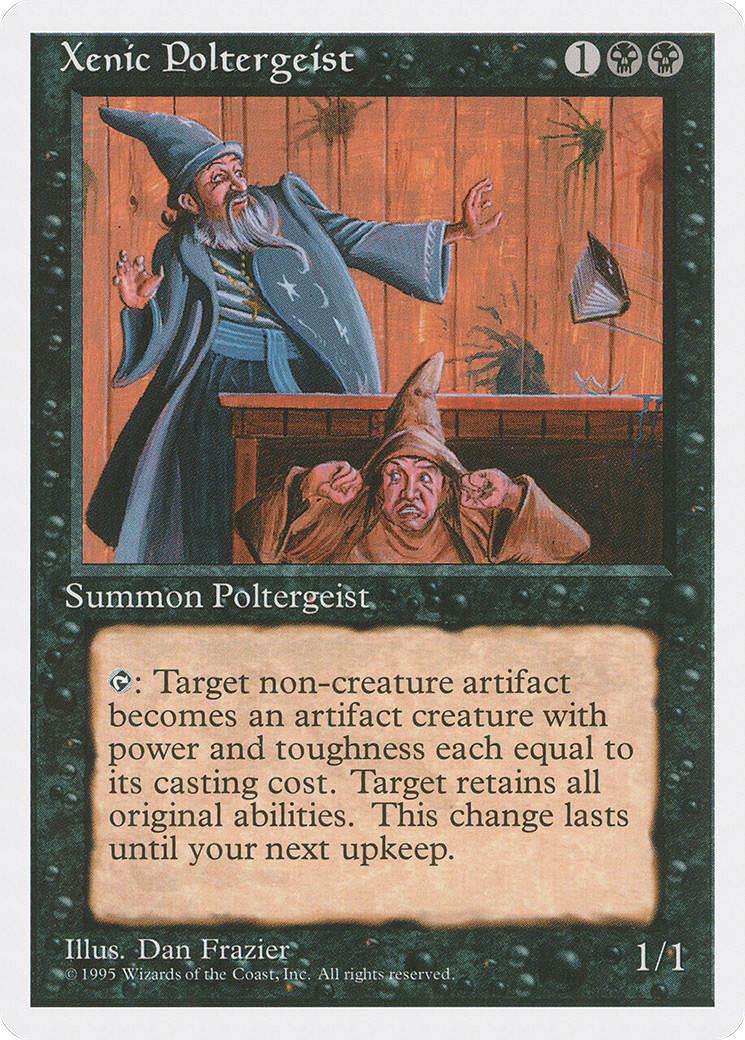 Xenic Poltergeist
1
Summon Poltergeist
: Target non-creature artifact
becomes an artifact creature with
power and toughness each equal to
its casting cost. Target retains all
original abilities. This change lasts
until your next upkeep.
Illus. Dan Frazier
1/1
© 1995 Wizards of the Coast, Inc. All rights reserved.